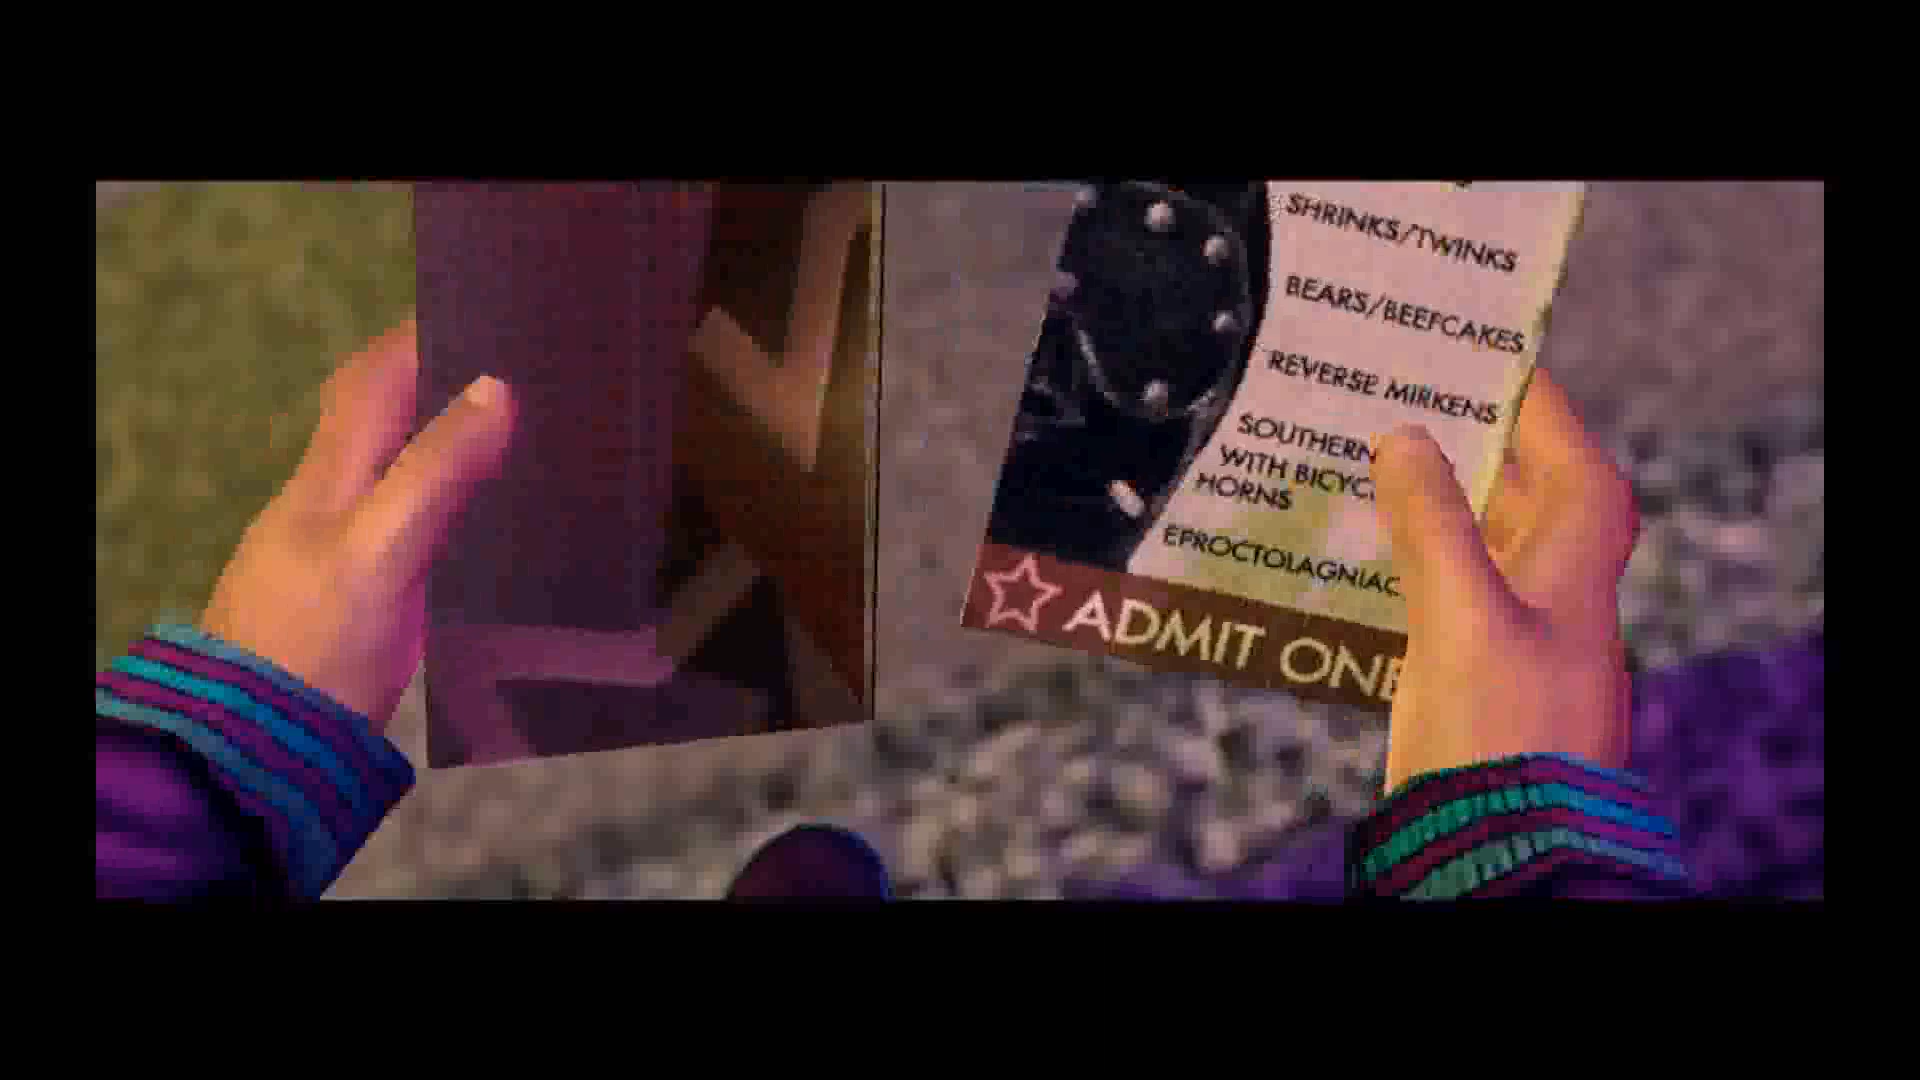 SHRINKS/TWINKS
BEARS/BEEFCAKES
REVERSE MIRKENS
SOUTHERN
WITH BICYC
HORNS
EPROCTOLAGNIAC
ADMIT ONE